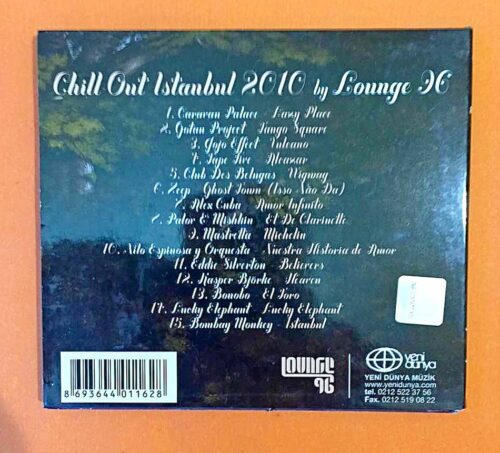 Chill Out Istanbul 2010 by Lounge 96
1. Caravan Palace - Lazy Place
2. Gotan Project - Tango Square
3. Jojo Effect - Vulcano
4. Tape Five - Alcazar
5. Club Des Belugas - Wigwag
6. Zeep - Ghost Town (Isso Não Da)
7. Alex Cuba - Amor Infinito
8. Palov & Mishkin - El De Clarinette
9. Mastretta - Michelin
10. Nilo Espinosa y Orquesta - Nuestra Historia de Amor
11. Eddie Silverton - Believers
12. Kasper Bjørke - Heaven
13. Bonobo - El Toro
14. Lucky Elephant - Lucky Elephant
15. Bombay Monkey - Istanbul
8 693644 011628
LOUNGE
96
yeni
dünya
YENİ DÜNYA MÜZİK
www.yenidunya.com
tel. 0212 522 37 56
Fax. 0212 519 08 22